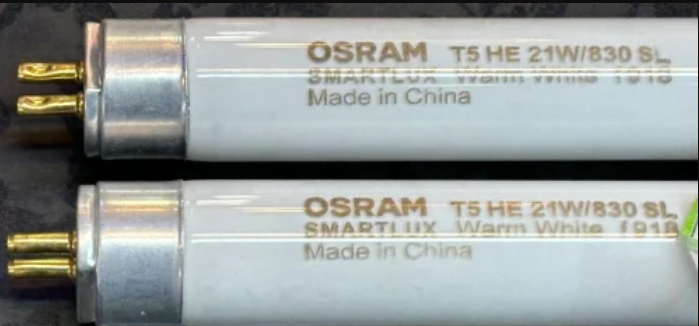 OSRAM T5 HE 21W/830 SL
SMARTLUX Warm White 1918
Made in China
OSRAM T5 HE 21W/830 SL
SMARTLUX Warm White 1918
Made in China